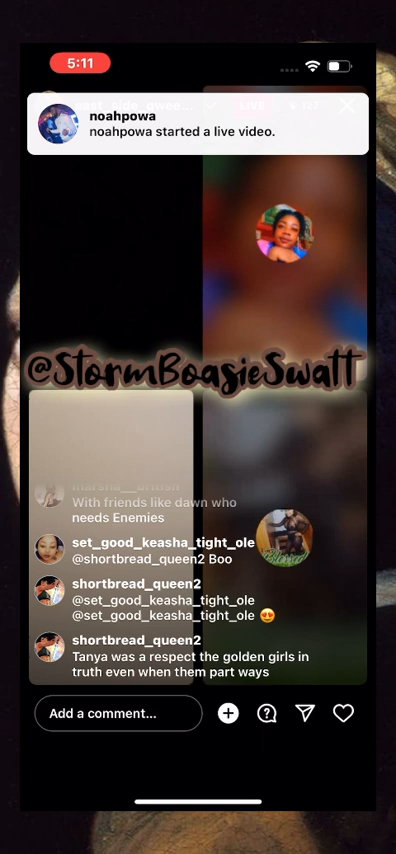 5:11
noahpowa
noahpowa started a live video.
@StormBoasieSwatt
marsha__british
With friends like dawn who
needs Enemies
set_good_keasha_tight_ole
@shortbread_queen2 Boo
shortbread_queen2
@set_good_keasha_tight_ole
@set_good_keasha_tight_ole 😍
shortbread_queen2
Tanya was a respect the golden girls in
truth even when them part ways
Add a comment...